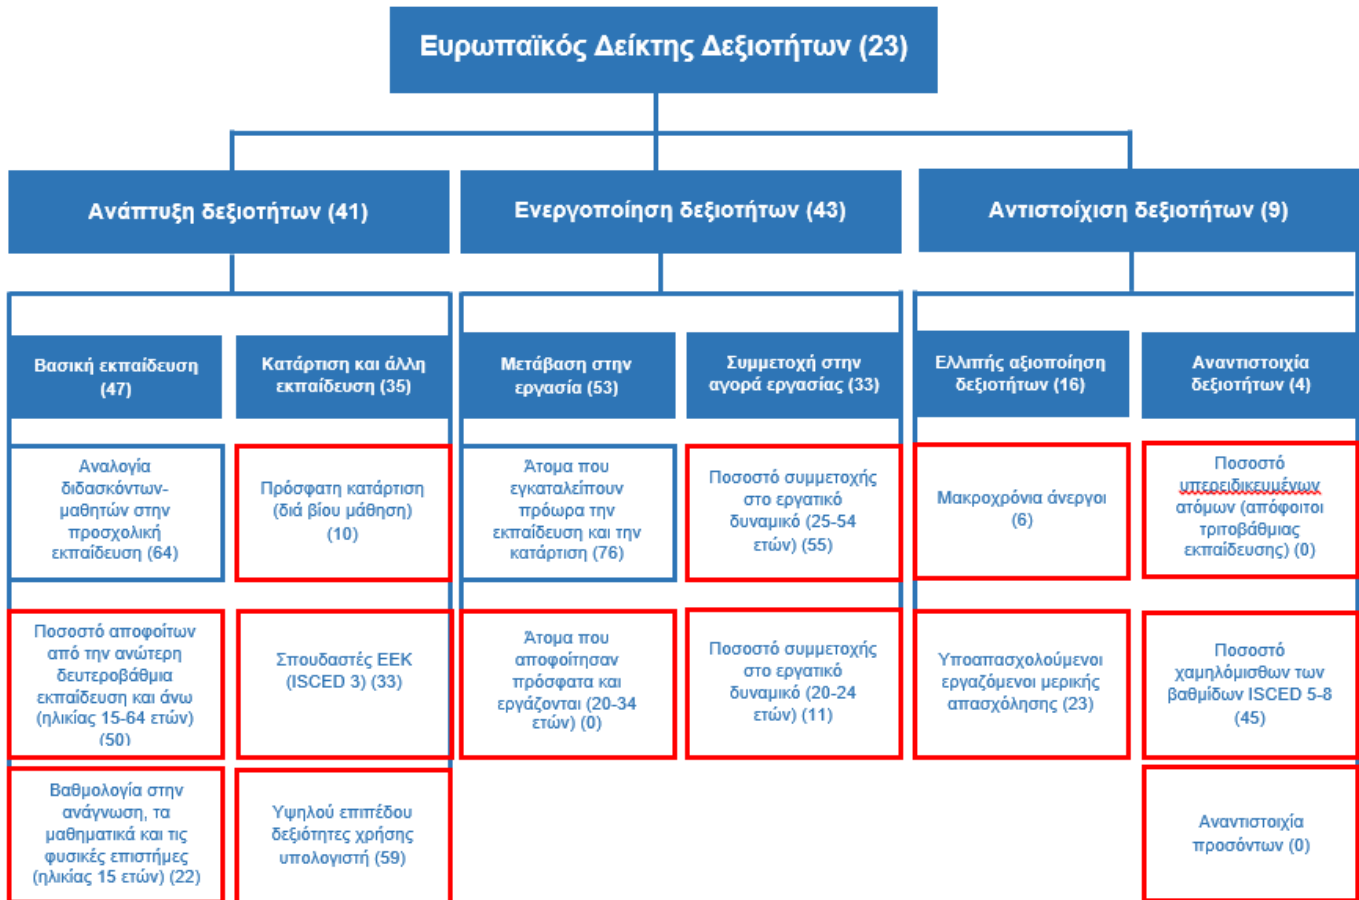 Ευρωπαϊκός Δείκτης Δεξιοτήτων (23)
Ανάπτυξη δεξιοτήτων (41)
Ενεργοποίηση δεξιοτήτων (43)
Αντιστοίχιση δεξιοτήτων (9)
Βασική εκπαίδευση
(47)
Κατάρτιση και άλλη
εκπαίδευση (35)
Μετάβαση στην
εργασία (53)
Συμμετοχή στην
αγορά εργασίας (33)
Ελλιπής αξιοποίηση
δεξιοτήτων (16)
Αναντιστοιχία
δεξιοτήτων (4)
Αναλογία
διδασκόντων-
μαθητών στην
προσχολική
εκπαίδευση (64)
Πρόσφατη κατάρτιση
(διά βίου μάθηση)
(10)
Άτομα που
εγκαταλείπουν
πρόωρα την
εκπαίδευση και την
κατάρτιση (76)
Ποσοστό συμμετοχής
στο εργατικό
δυναμικό (25-54
ετών) (55)
Μακροχρόνια άνεργοι
(6)
Ποσοστό
υπερειδικευμένων
ατόμων (απόφοιτοι
τριτοβάθμιας
εκπαίδευσης) (0)
Ποσοστό αποφοίτων
από την ανώτερη
δευτεροβάθμια
εκπαίδευση και άνω
(ηλικίας 15-64 ετών)
(50)
Σπουδαστές ΕΕΚ
(ISCED 3) (33)
Άτομα που
αποφοίτησαν
πρόσφατα και
εργάζονται (20-34
ετών) (0)
Ποσοστό συμμετοχής
στο εργατικό
δυναμικό (20-24
ετών) (11)
Υποαπασχολούμενοι
εργαζόμενοι μερικής
απασχόλησης (23)
Ποσοστό
χαμηλόμισθων των
βαθμίδων ISCED 5-8
(45)
Βαθμολογία στην
ανάγνωση, τα
μαθηματικά και τις
φυσικές επιστήμες
(ηλικίας 15 ετών) (22)
Υψηλού επιπέδου
δεξιότητες χρήσης
υπολογιστή (59)
Αναντιστοιχία
προσόντων (0)